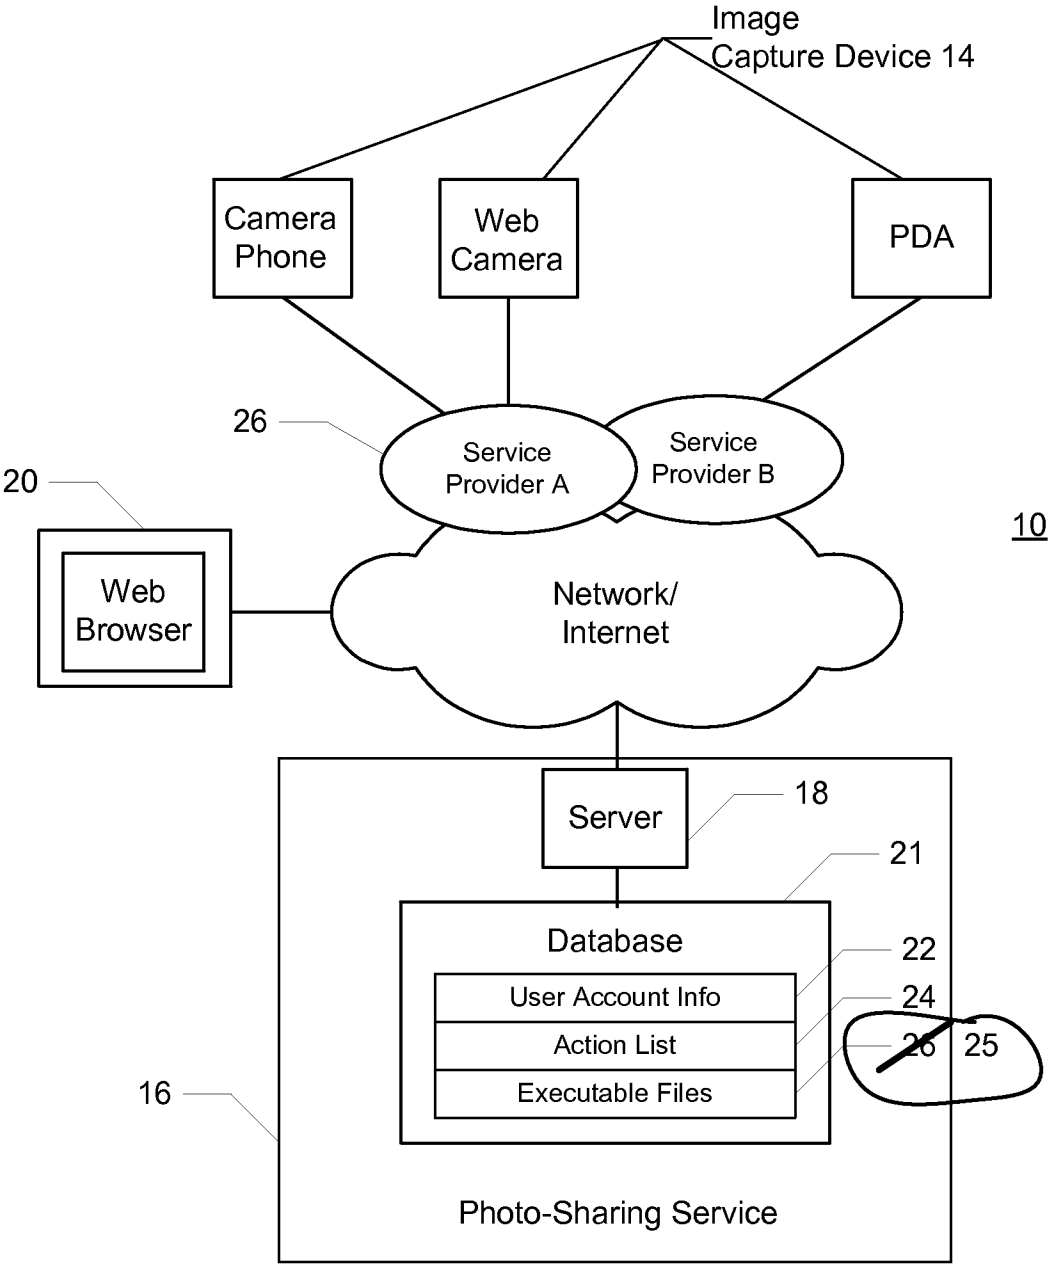 Image
Capture Device 14
Camera
Phone
Web
Camera
PDA
26
Service
Provider A
Service
Provider B
20
10
Web
Browser
Network/
Internet
18
Server
21
Database
22
User Account Info
24
Action List
26 25
Executable Files
16
Photo-Sharing Service